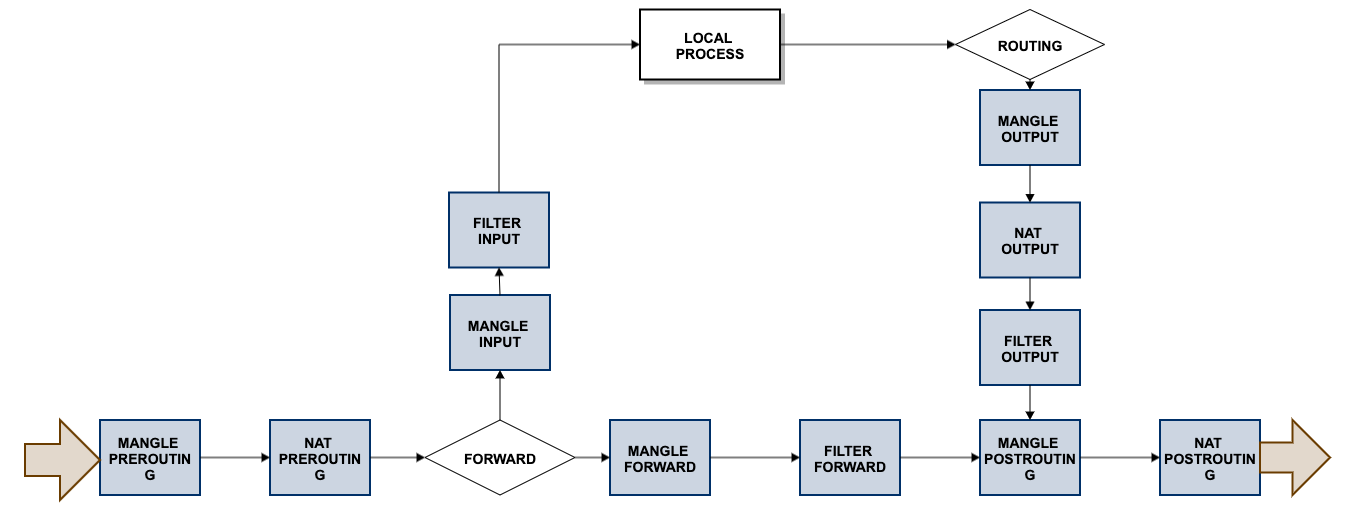 LOCAL
PROCESS
ROUTING
MANGLE
OUTPUT
FILTER
INPUT
NAT
OUTPUT
MANGLE
INPUT
FILTER
OUTPUT
MANGLE
PREROUTIN
G
NAT
PREROUTIN
G
FORWARD
MANGLE
FORWARD
FILTER
FORWARD
MANGLE
POSTROUTIN
G
NAT
POSTROUTIN
G